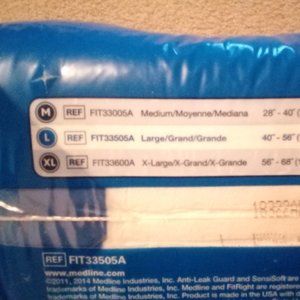 M REF FIT33005A Medium/Moyenne/Mediana 28" - 40"
L REF FIT33505A Large/Grand/Grande 40" - 56"
XL REF FIT33600A X-Large/X-Grand/X-Grande 56" - 68"
REF FIT33505A
www.medline.com
©2011, 2014 Medline Industries, Inc. Anti-Leak Guard and SensiSoft are
trademarks of Medline Industries, Inc. Medline and FitRight are registered
trademarks of Medline Industries, Inc. Product is made in the USA with